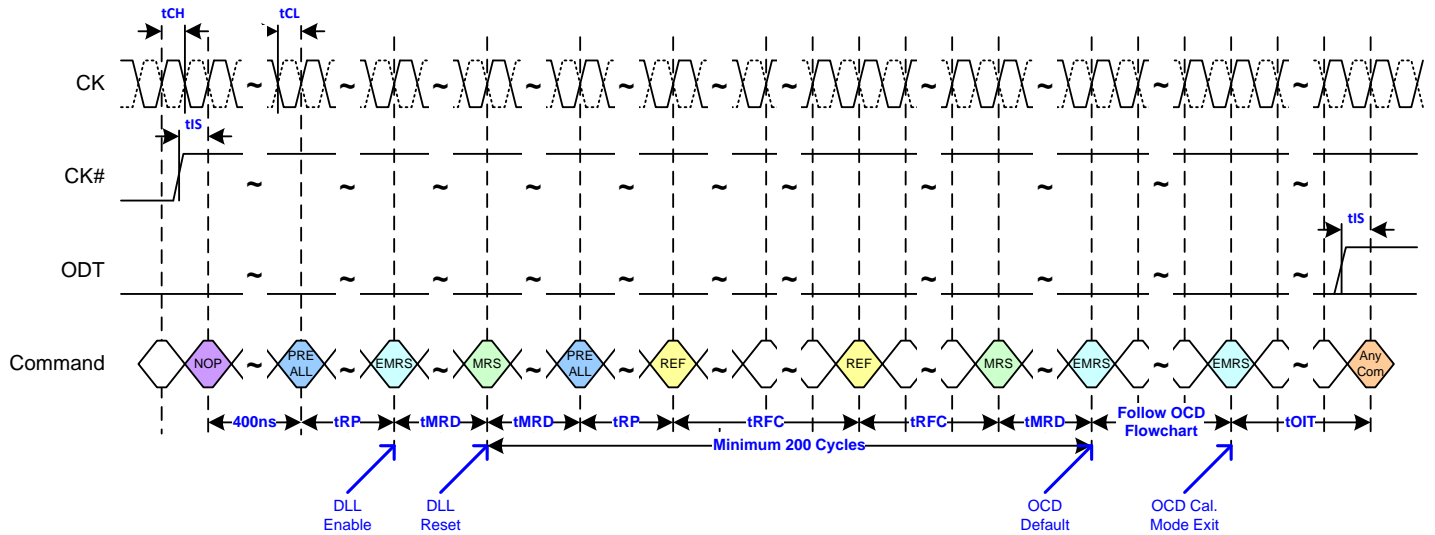 tCH
tCL
CK
~ ~ ~ ~ ~ ~ ~ ~ ~ ~ ~ ~
tIS
CK#
~ ~ ~ ~ ~ ~ ~ ~ ~ ~ ~ ~
tIS
ODT
~ ~ ~ ~ ~ ~ ~ ~ ~ ~ ~ ~
Command
NOP
~
PRE
ALL
~
EMRS
~
MRS
~
PRE
ALL
~
REF
~
~
REF
~
MRS
~
EMRS
~
EMRS
~
Any
Com
400ns
tRP
tMRD
tMRD
tRP
tRFC
tRFC
tMRD
Follow OCD
Flowchart
tOIT
Minimum 200 Cycles
DLL
Enable
DLL
Reset
OCD
Default
OCD Cal.
Mode Exit